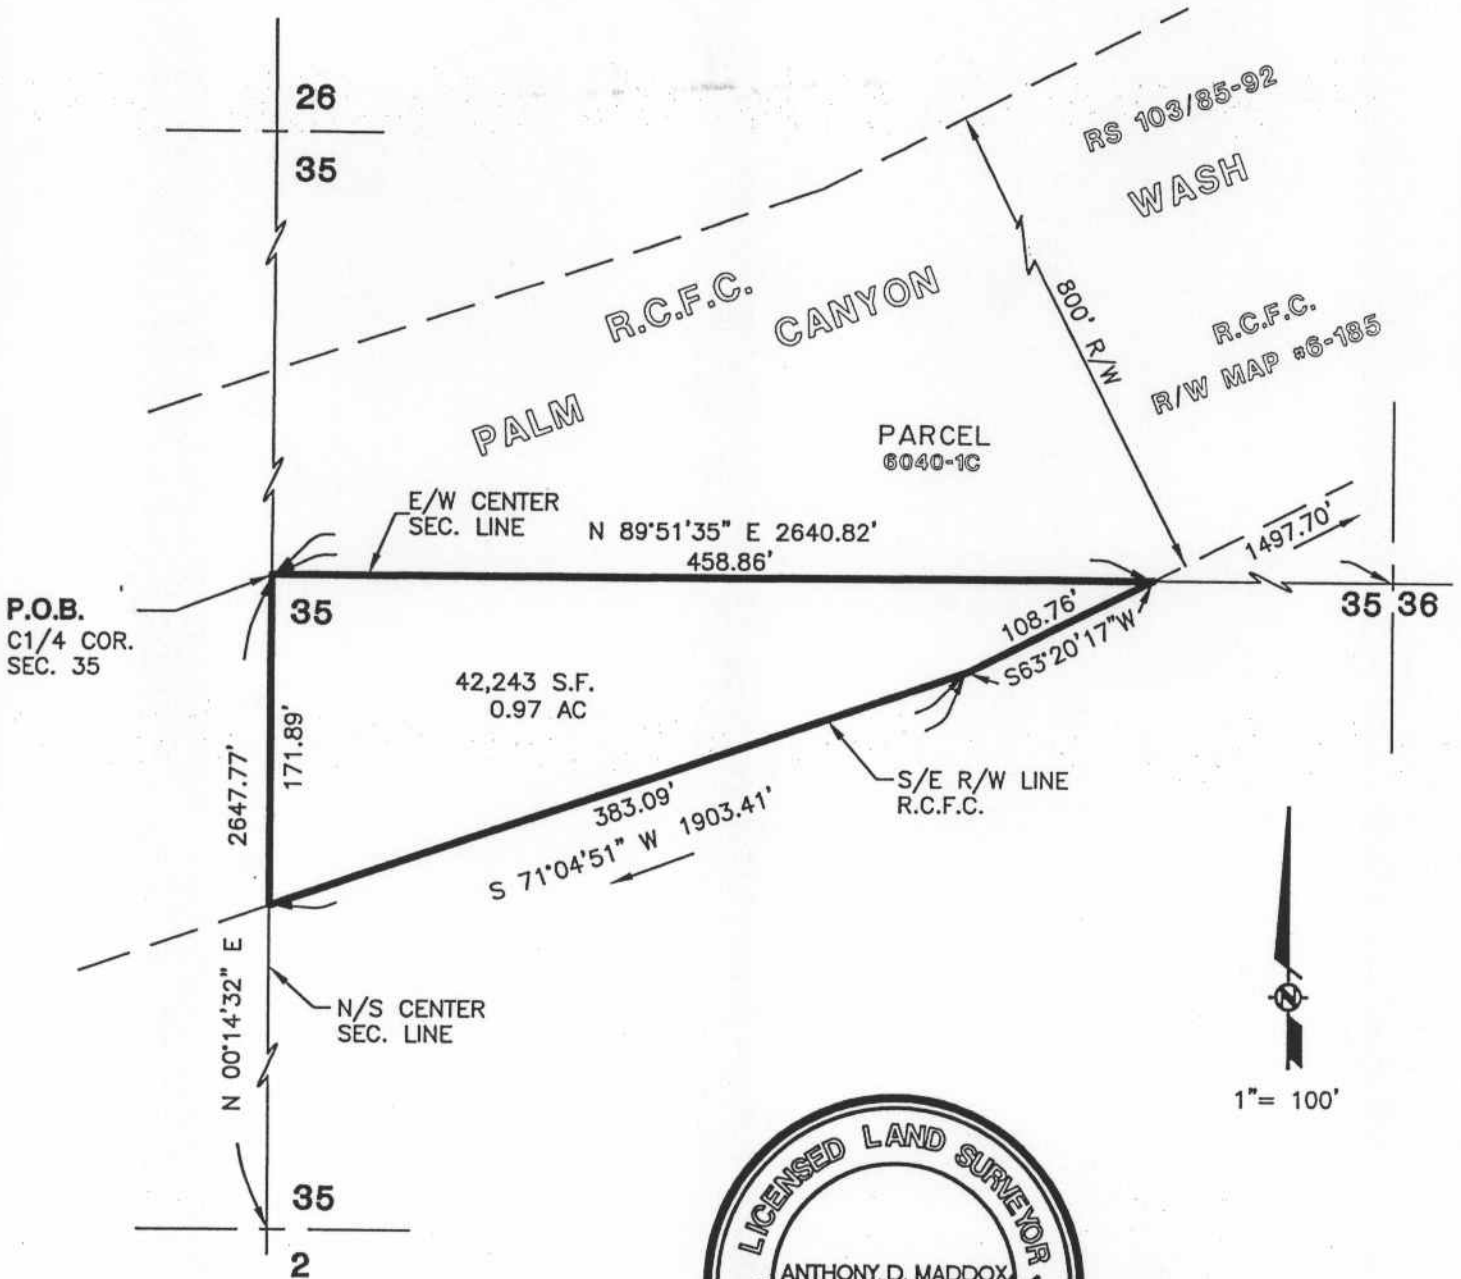 26
35
RS 103/85-92
WASH
R.C.F.C.
CANYON
PALM
800' R/W
R.C.F.C.
R/W MAP #6-185
PARCEL
6040-1C
E/W CENTER
SEC. LINE
N 89°51'35" E 2640.82'
458.86'
1497.70'
P.O.B.
C1/4 COR.
SEC. 35
35
35 36
108.76'
S63°20'17"W
42,243 S.F.
0.97 AC
171.89'
2647.77'
N 00°14'32" E
383.09'
S 71°04'51" W 1903.41'
S/E R/W LINE
R.C.F.C.
N/S CENTER
SEC. LINE
N
1"= 100'
35
2
LICENSED LAND SURVEYOR
ANTHONY D. MADDOX